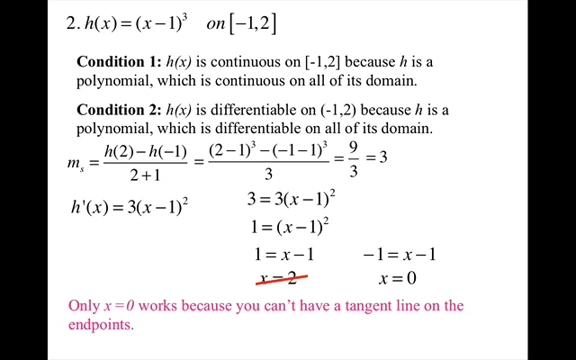 2. h(x) = (x − 1)³ on [−1, 2]
Condition 1: h(x) is continuous on [-1,2] because h is a
polynomial, which is continuous on all of its domain.
Condition 2: h(x) is differentiable on (-1,2) because h is a
polynomial, which is differentiable on all of its domain.
mₛ = (h(2) − h(−1))/(2 + 1) = ((2 − 1)³ − (−1 − 1)³)/3 = 9/3 = 3
h'(x) = 3(x − 1)² 3 = 3(x − 1)²
1 = (x − 1)²
1 = x − 1 −1 = x − 1
x = 2 x = 0
Only x = 0 works because you can't have a tangent line on the
endpoints.